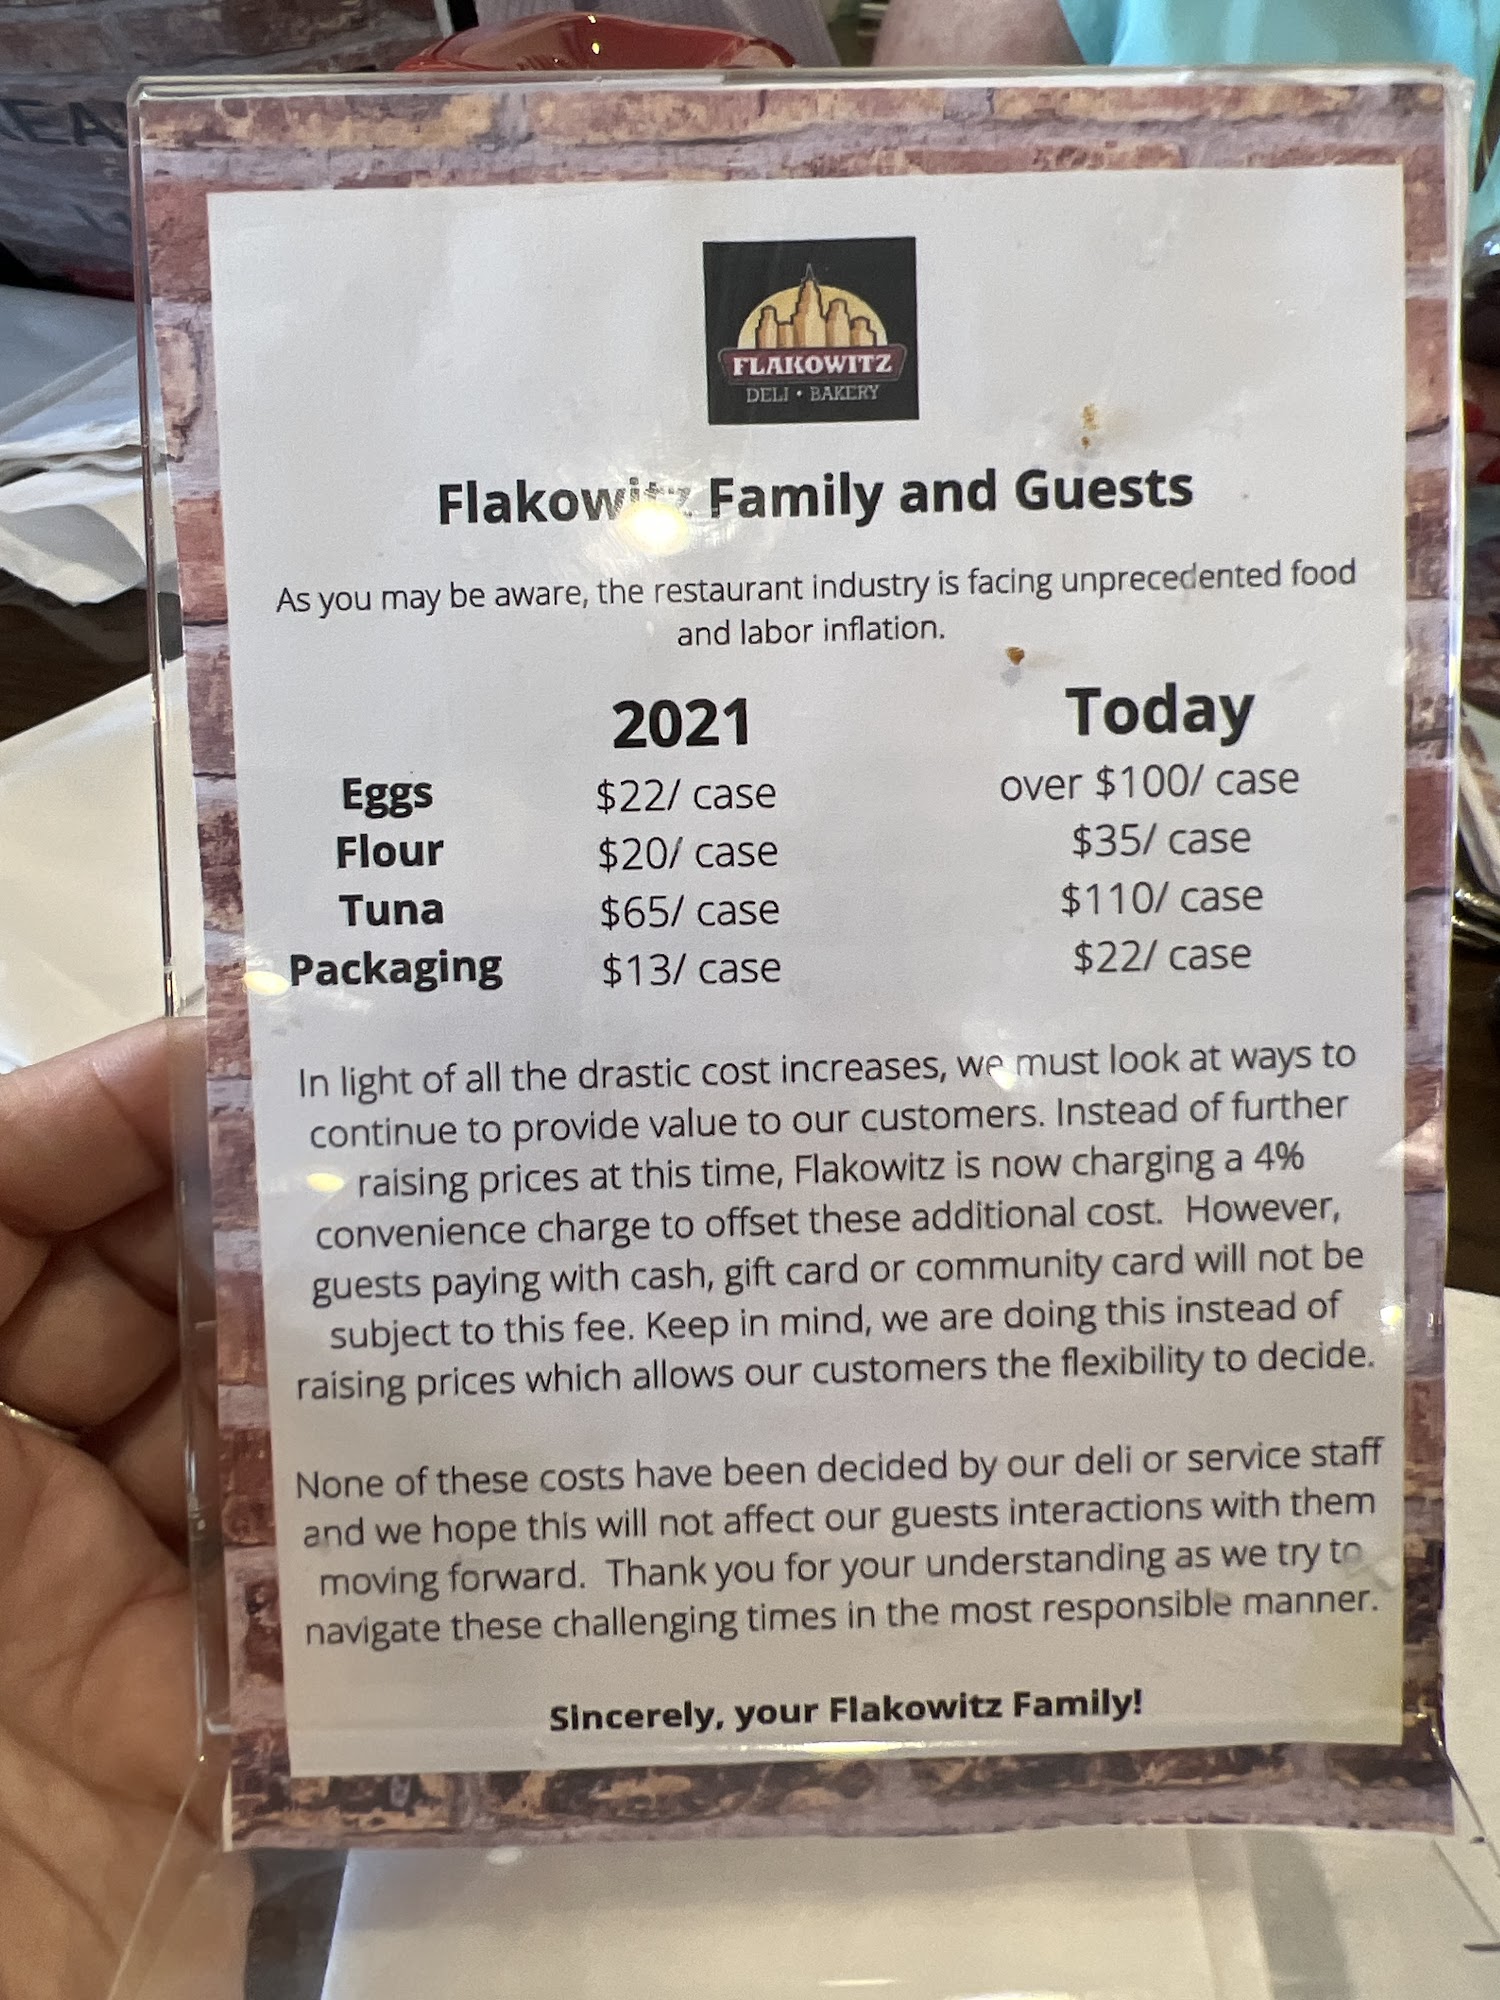 FLAKOWITZ
DELI • BAKERY
Flakowitz Family and Guests
As you may be aware, the restaurant industry is facing unprecedented food
and labor inflation.
2021 Today
Eggs $22/ case over $100/ case
Flour $20/ case $35/ case
Tuna $65/ case $110/ case
Packaging $13/ case $22/ case
In light of all the drastic cost increases, we must look at ways to
continue to provide value to our customers. Instead of further
raising prices at this time, Flakowitz is now charging a 4%
convenience charge to offset these additional cost.  However,
guests paying with cash, gift card or community card will not be
subject to this fee. Keep in mind, we are doing this instead of
raising prices which allows our customers the flexibility to decide.
None of these costs have been decided by our deli or service staff
and we hope this will not affect our guests interactions with them
moving forward.  Thank you for your understanding as we try to
navigate these challenging times in the most responsible manner.
Sincerely, your Flakowitz Family!